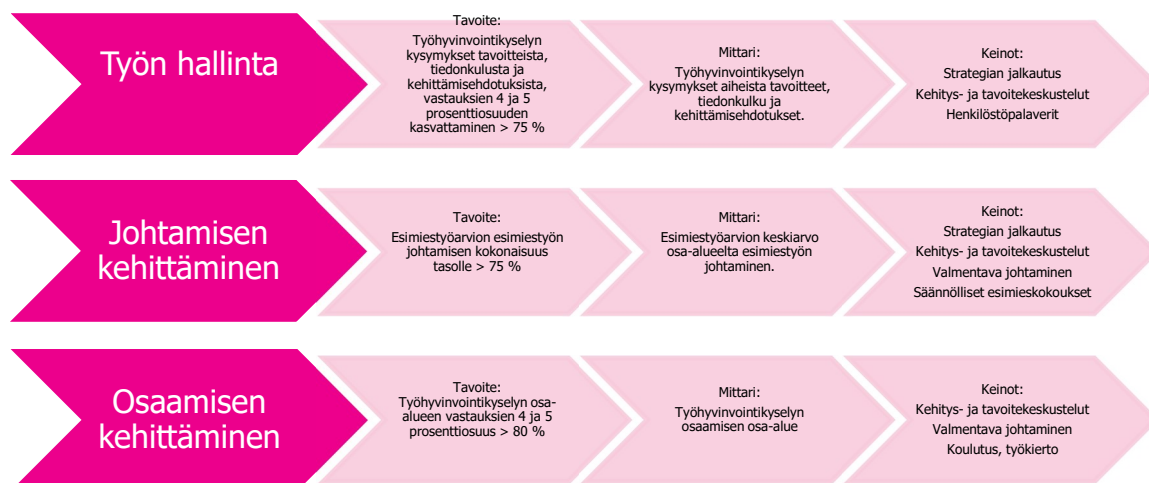 Työn hallinta
Tavoite:
Työhyvinvointikyselyn
kysymykset tavoitteista,
tiedonkulusta ja
kehittämisehdotuksista,
vastauksien 4 ja 5
prosenttiosuuden
kasvattaminen > 75 %
Mittari:
Työhyvinvointikyselyn
kysymykset aiheista tavoitteet,
tiedonkulku ja
kehittämisehdotukset.
Keinot:
Strategian jalkautus
Kehitys- ja tavoitekeskustelut
Henkilöstöpalaverit
Johtamisen
kehittäminen
Tavoite:
Esimiestyöarvion esimiestyön
johtamisen kokonaisuus
tasolle > 75 %
Mittari:
Esimiestyöarvion keskiarvo
osa-alueelta esimiestyön
johtaminen.
Keinot:
Strategian jalkautus
Kehitys- ja tavoitekeskustelut
Valmentava johtaminen
Säännölliset esimieskokoukset
Osaamisen
kehittäminen
Tavoite:
Työhyvinvointikyselyn osa-
alueen vastauksien 4 ja 5
prosenttiosuus > 80 %
Mittari:
Työhyvinvointikyselyn
osaamisen osa-alue
Keinot:
Kehitys- ja tavoitekeskustelut
Valmentava johtaminen
Koulutus, työkierto